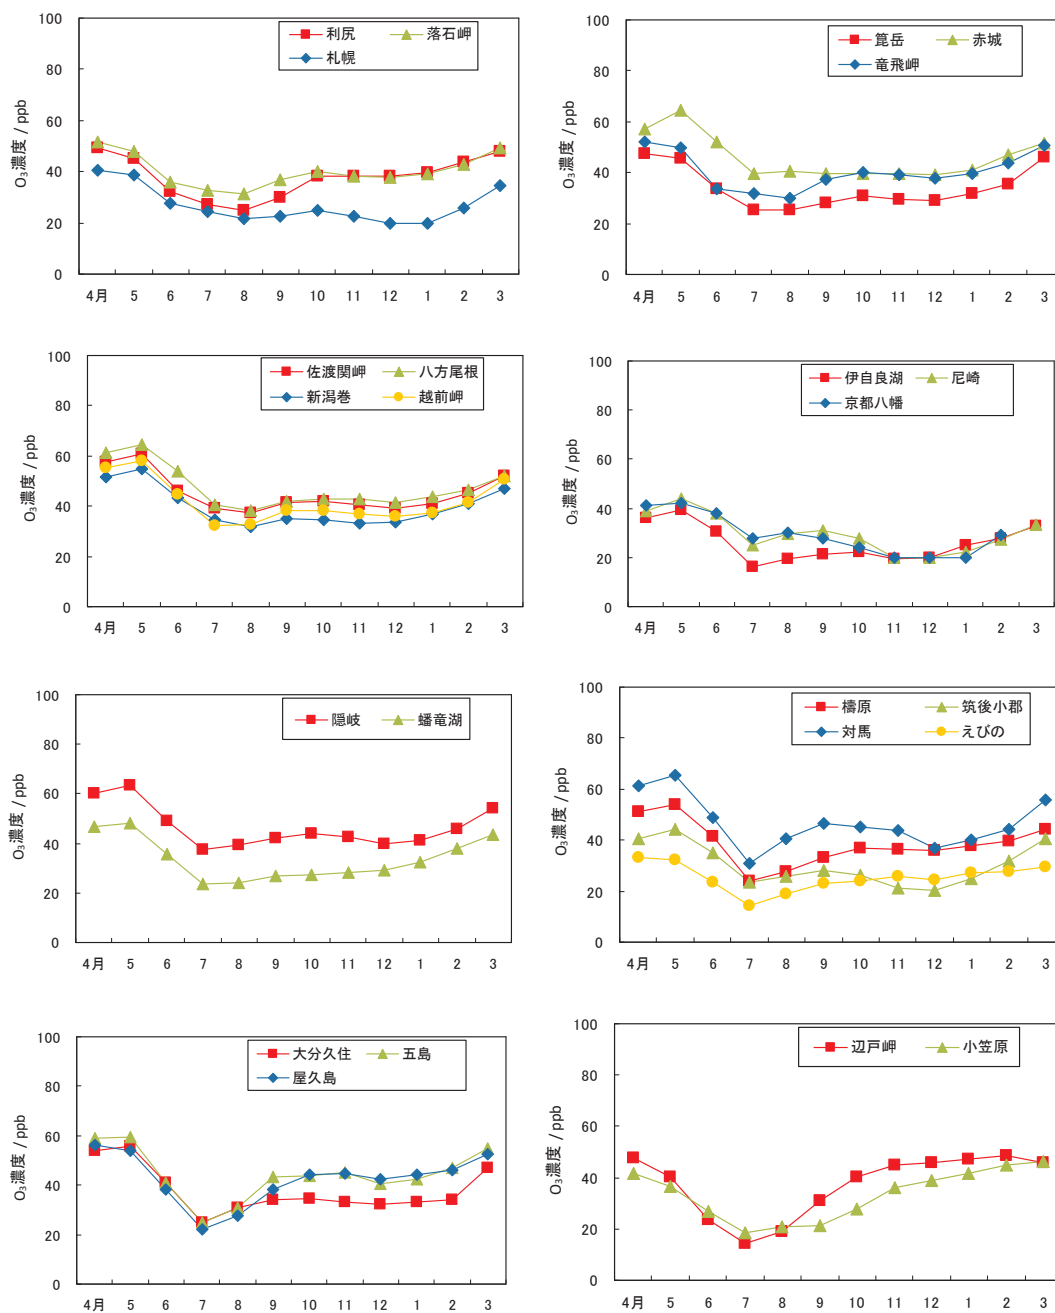 利尻 落石岬
札幌
O₃濃度 / ppb
100
80
60
40
20
0
4月 5 6 7 8 9 10 11 12 1 2 3
箟岳 赤城
竜飛岬
O₃濃度 / ppb
100
80
60
40
20
0
4月 5 6 7 8 9 10 11 12 1 2 3
佐渡関岬 八方尾根
新潟巻 越前岬
O₃濃度 / ppb
100
80
60
40
20
0
4月 5 6 7 8 9 10 11 12 1 2 3
伊自良湖 尼崎
京都八幡
O₃濃度 / ppb
100
80
60
40
20
0
4月 5 6 7 8 9 10 11 12 1 2 3
隠岐 蟠竜湖
O₃濃度 / ppb
100
80
60
40
20
0
4月 5 6 7 8 9 10 11 12 1 2 3
梼原 筑後小郡
対馬 えびの
O₃濃度 / ppb
100
80
60
40
20
0
4月 5 6 7 8 9 10 11 12 1 2 3
大分久住 五島
屋久島
O₃濃度 / ppb
100
80
60
40
20
0
4月 5 6 7 8 9 10 11 12 1 2 3
辺戸岬 小笠原
O₃濃度 / ppb
100
80
60
40
20
0
4月 5 6 7 8 9 10 11 12 1 2 3